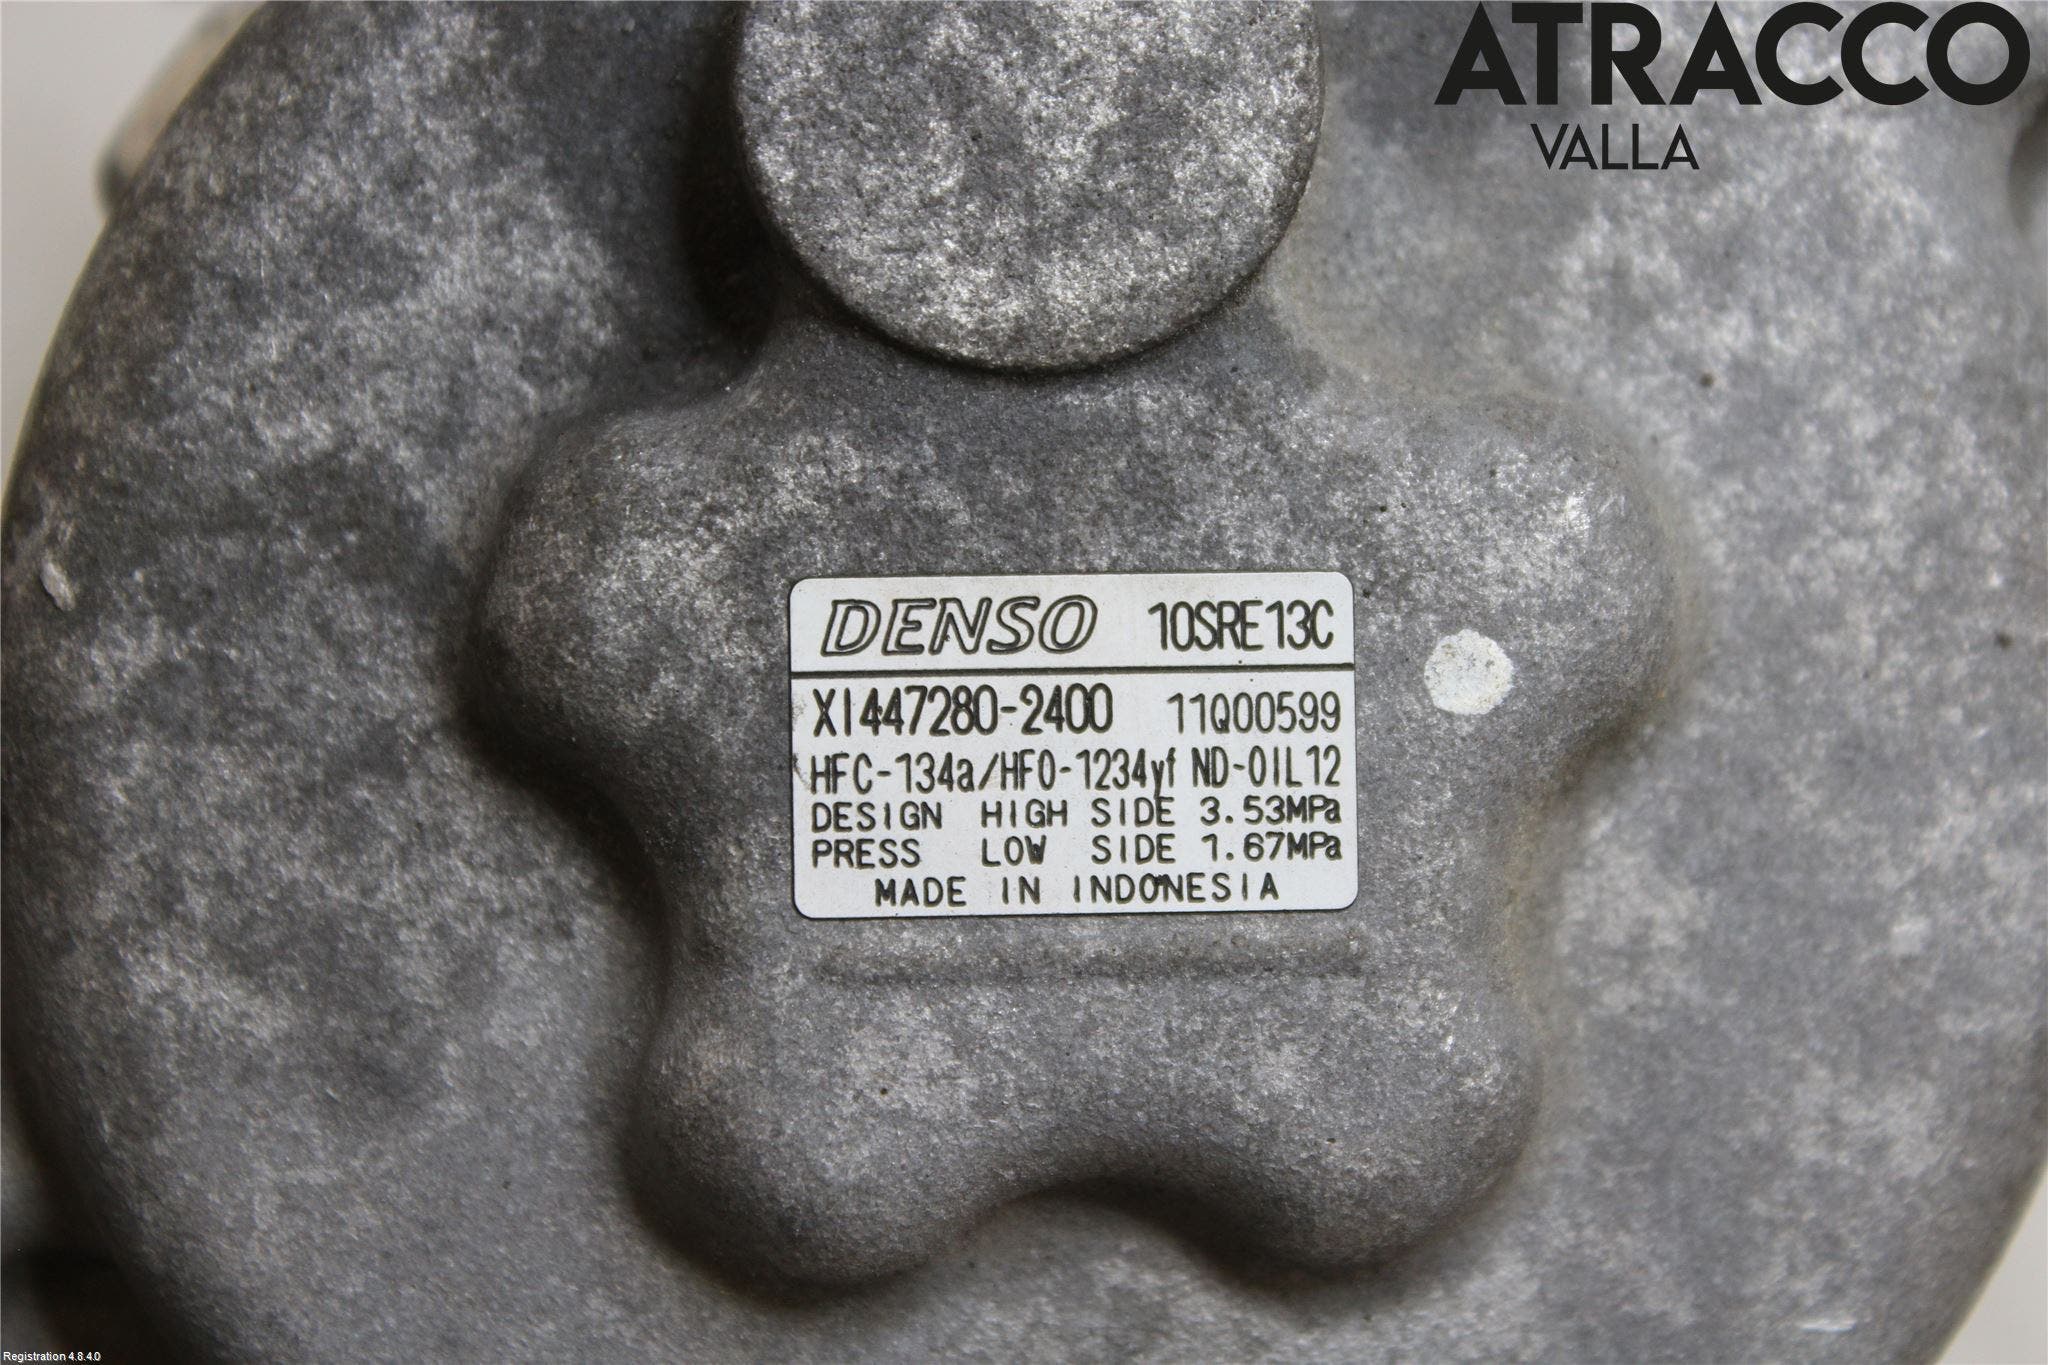 ATRACCO
VALLA
DENSO 10SRE13C
XI447280-2400 11Q00599
HFC-134a/HFO-1234yf ND-OIL12
DESIGN HIGH SIDE 3.53MPa
PRESS LOW SIDE 1.67MPa
MADE IN INDONESIA
Registration 4.8.4.0